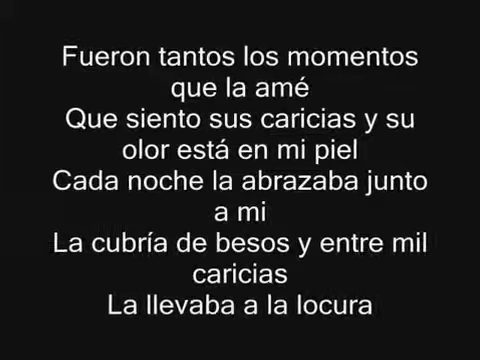 Fueron tantos los momentos
que la amé
Que siento sus caricias y su
olor está en mi piel
Cada noche la abrazaba junto
a mi
La cubría de besos y entre mil
caricias
La llevaba a la locura